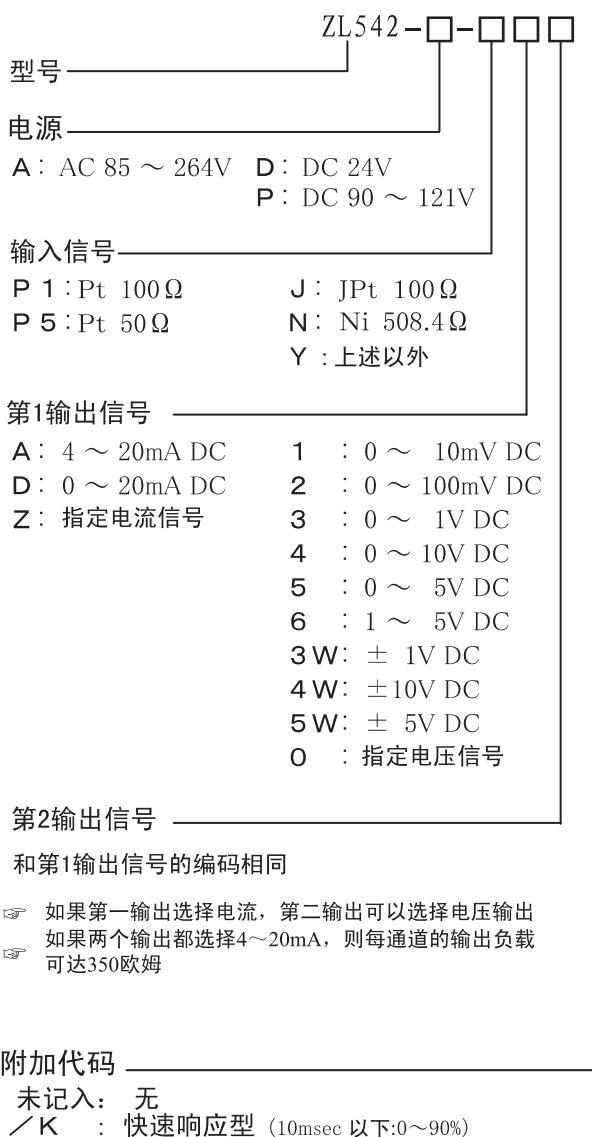 ZL542-□-□□□
型号
电源
A: AC 85 ～ 264V D: DC 24V
P: DC 90 ～ 121V
输入信号
P 1:Pt 100Ω J: JPt 100Ω
P 5:Pt 50Ω N: Ni 508.4Ω
Y :上述以外
第1输出信号
A: 4 ～ 20mA DC 1 : 0 ～ 10mV DC
D: 0 ～ 20mA DC 2 : 0 ～ 100mV DC
Z: 指定电流信号 3 : 0 ～ 1V DC
4 : 0 ～ 10V DC
5 : 0 ～ 5V DC
6 : 1 ～ 5V DC
3W: ± 1V DC
4W: ±10V DC
5W: ± 5V DC
0 : 指定电压信号
第2输出信号
和第1输出信号的编码相同
☞ 如果第一输出选择电流，第二输出可以选择电压输出
☞ 如果两个输出都选择4～20mA，则每通道的输出负载
可达350欧姆
附加代码
未记入: 无
／K : 快速响应型 (10msec 以下:0～90%)